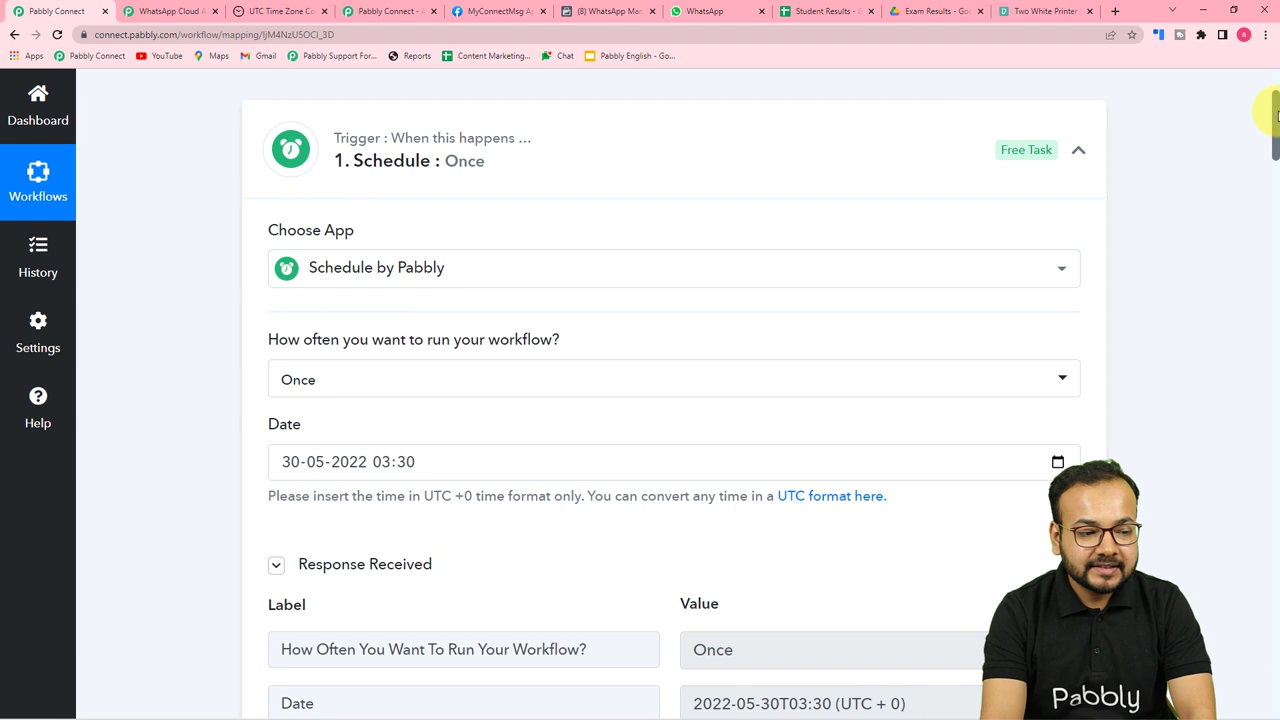 Pabbly Connect
WhatsApp Cloud A
UTC Time Zone Co
Pabbly Connect - A
MyConnectMsg Ap
(8) WhatsApp Man
WhatsApp
Student Results - G
Exam Results - Goo
Two White Printer
connect.pabbly.com/workflow/mapping/IjM4NzU5OCI_3D
Apps
Pabbly Connect
YouTube
Maps
Gmail
Pabbly Support For...
Reports
Content Marketing...
Chat
Pabbly English - Go...
Dashboard
Workflows
History
Settings
Help
Trigger : When this happens ...
1. Schedule : Once
Free Task
Choose App
Schedule by Pabbly
How often you want to run your workflow?
Once
Date
30-05-2022 03:30
Please insert the time in UTC +0 time format only. You can convert any time in a UTC format here.
Response Received
Label
Value
How Often You Want To Run Your Workflow?
Once
Date
2022-05-30T03:30 (UTC + 0)
Pabbly